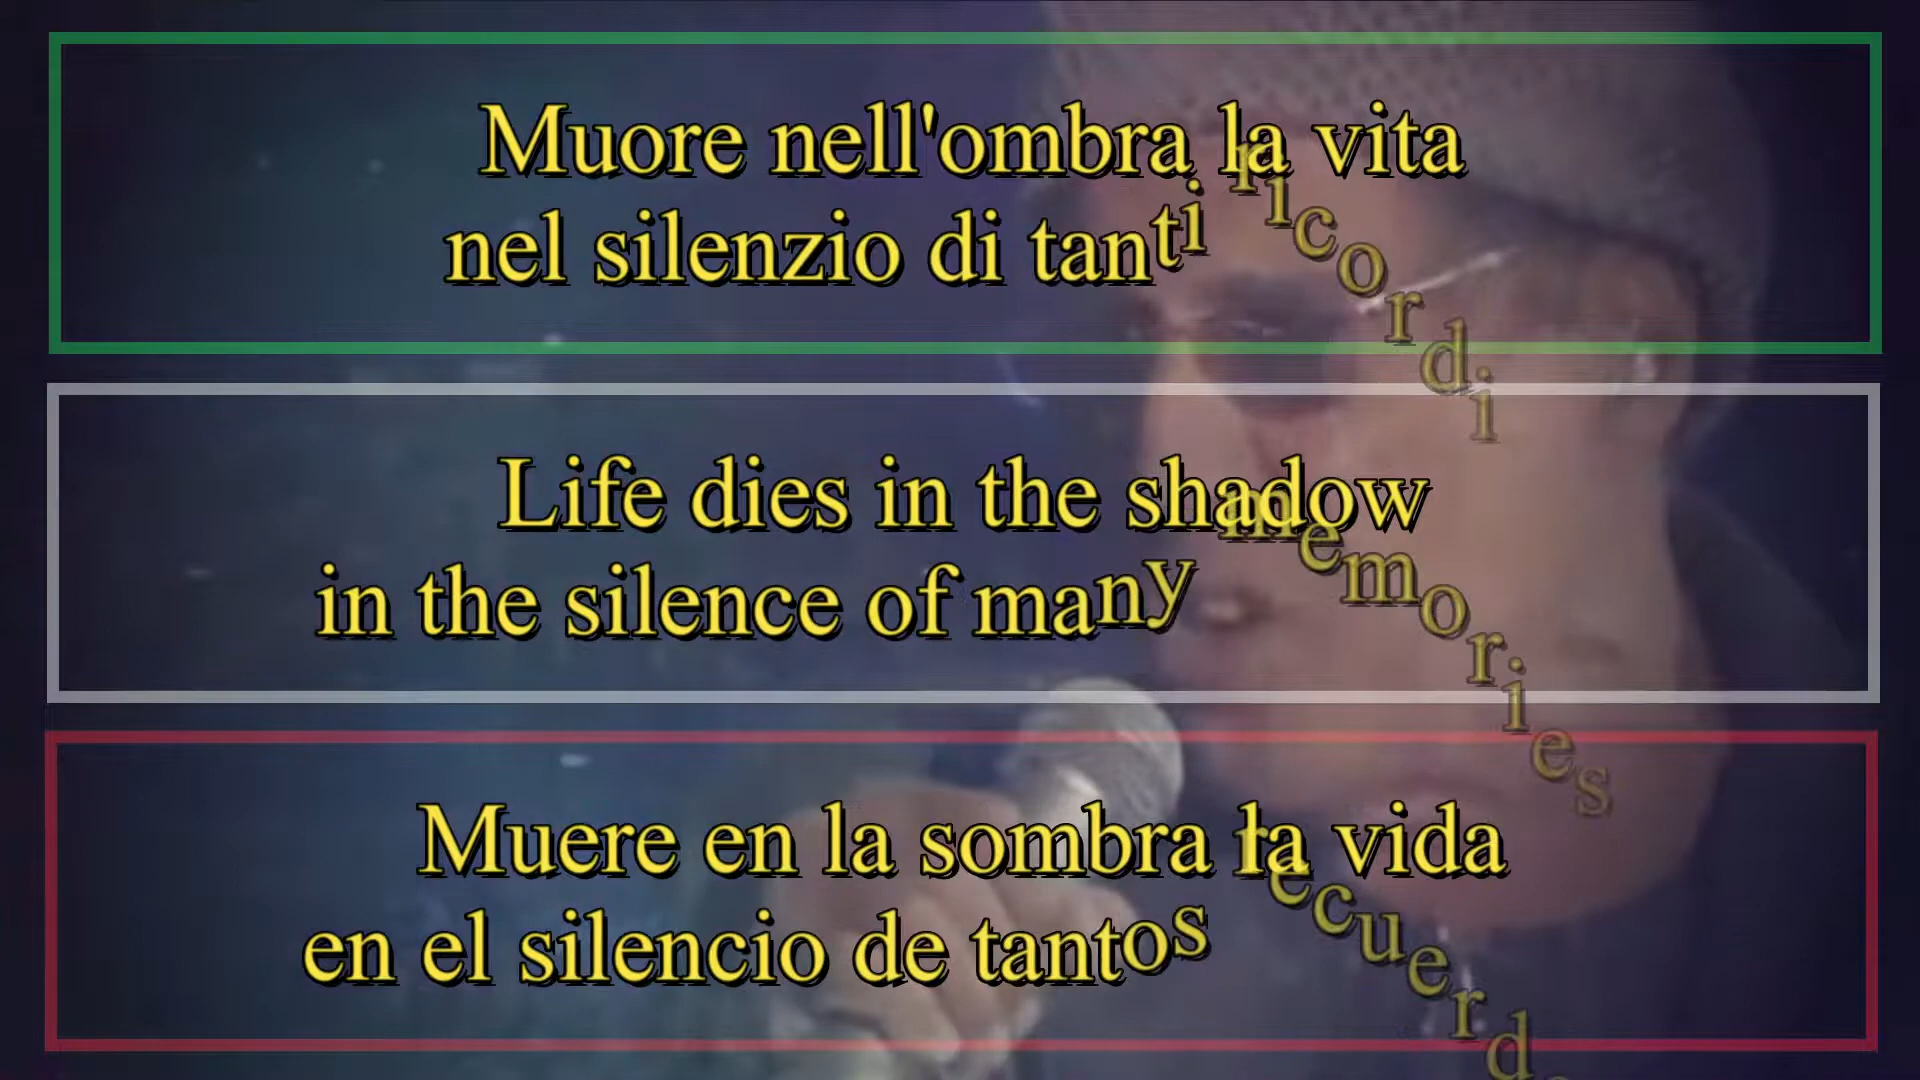 Muore nell'ombra la vita
nel silenzio di tanti ricordi
Life dies in the shadow
in the silence of many memories
Muere en la sombra la vida
en el silencio de tantos